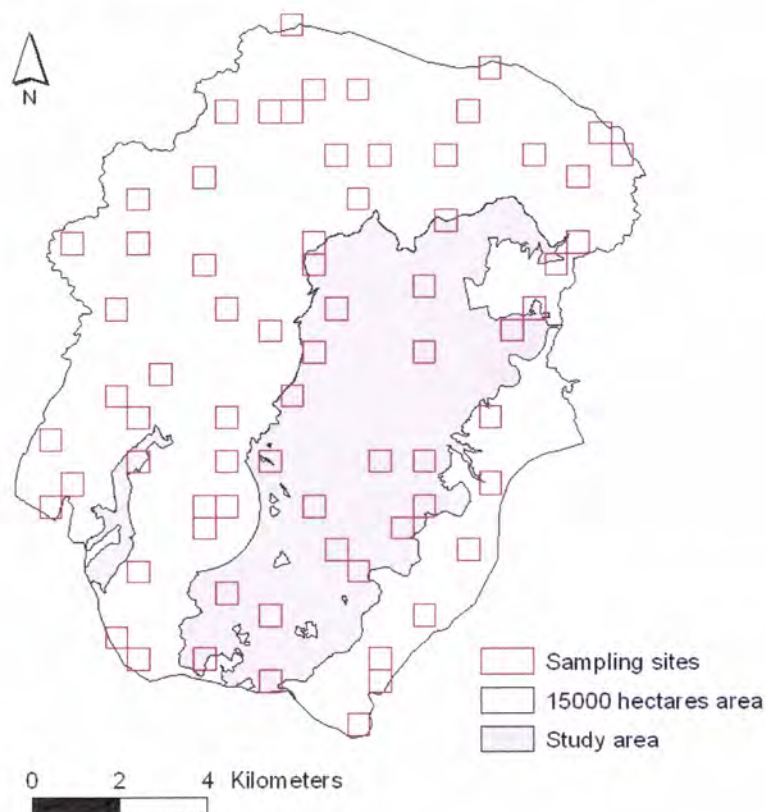 N
Sampling sites
15000 hectares area
Study area
0 2 4 Kilometers